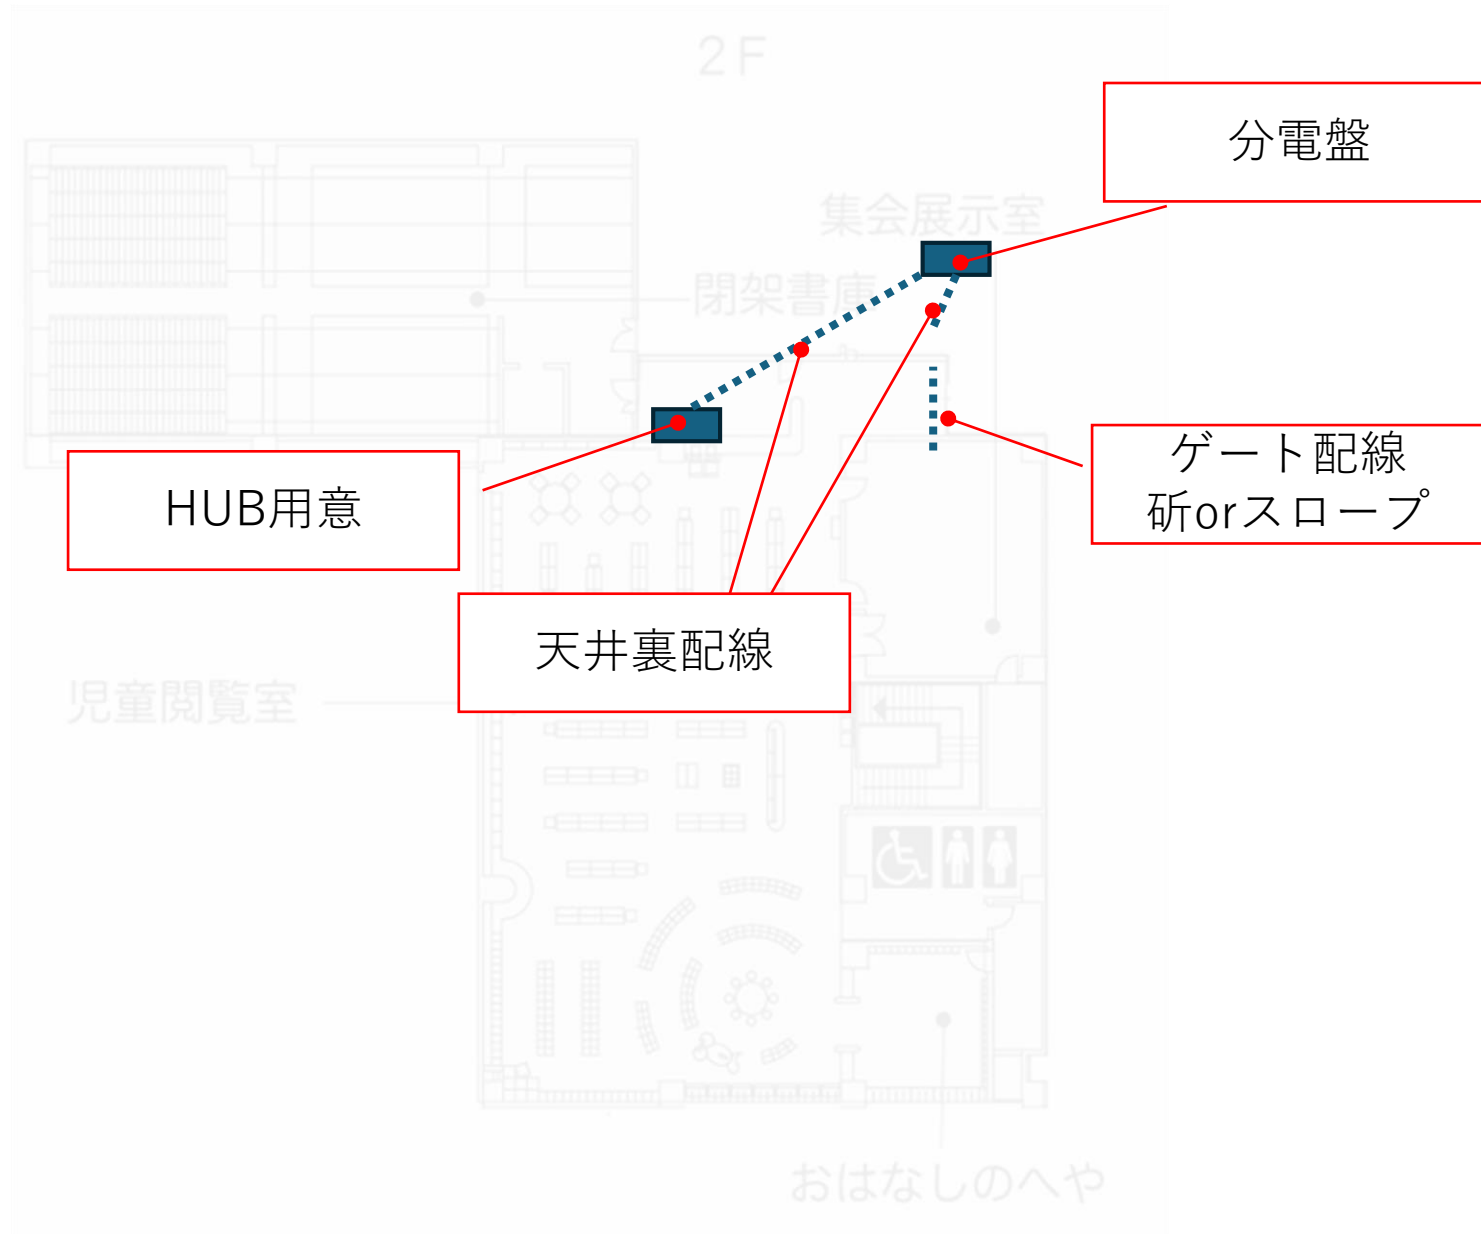 2F
分電盤
集会展示室
閉架書庫
ゲート配線
斫orスロープ
HUB用意
天井裏配線
児童閲覧室
おはなしのへや